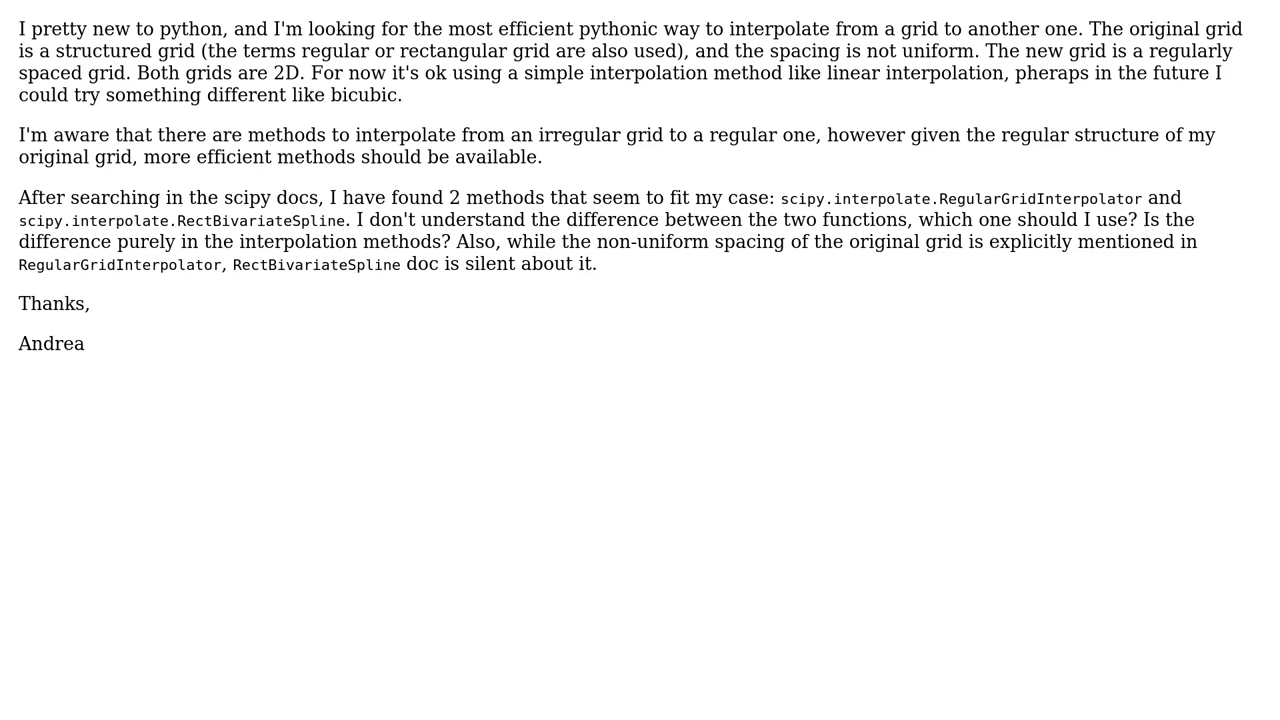 I pretty new to python, and I'm looking for the most efficient pythonic way to interpolate from a grid to another one. The original grid
is a structured grid (the terms regular or rectangular grid are also used), and the spacing is not uniform. The new grid is a regularly
spaced grid. Both grids are 2D. For now it's ok using a simple interpolation method like linear interpolation, pheraps in the future I
could try something different like bicubic.
I'm aware that there are methods to interpolate from an irregular grid to a regular one, however given the regular structure of my
original grid, more efficient methods should be available.
After searching in the scipy docs, I have found 2 methods that seem to fit my case: scipy.interpolate.RegularGridInterpolator and
scipy.interpolate.RectBivariateSpline. I don't understand the difference between the two functions, which one should I use? Is the
difference purely in the interpolation methods? Also, while the non-uniform spacing of the original grid is explicitly mentioned in
RegularGridInterpolator, RectBivariateSpline doc is silent about it.
Thanks,
Andrea